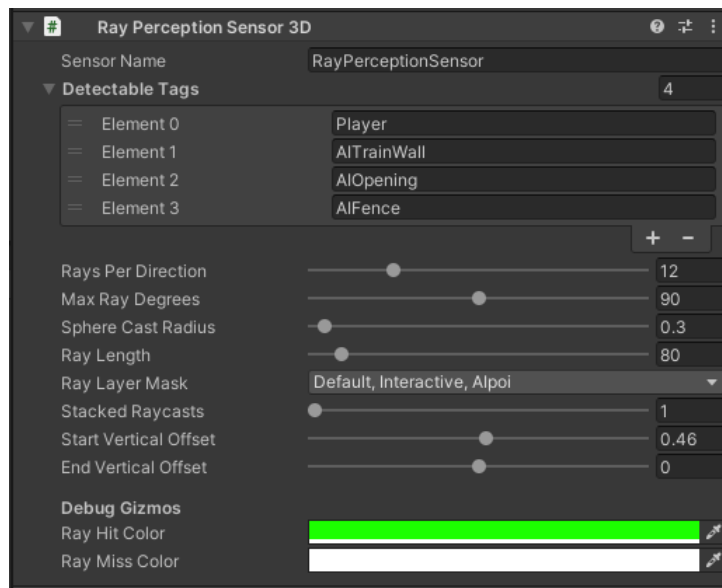 # Ray Perception Sensor 3D
Sensor Name RayPerceptionSensor
Detectable Tags 4
Element 0 Player
Element 1 AITrainWall
Element 2 AIOpening
Element 3 AIFence
+ −
Rays Per Direction 12
Max Ray Degrees 90
Sphere Cast Radius 0.3
Ray Length 80
Ray Layer Mask Default, Interactive, AIpoi
Stacked Raycasts 1
Start Vertical Offset 0.46
End Vertical Offset 0
Debug Gizmos
Ray Hit Color
Ray Miss Color